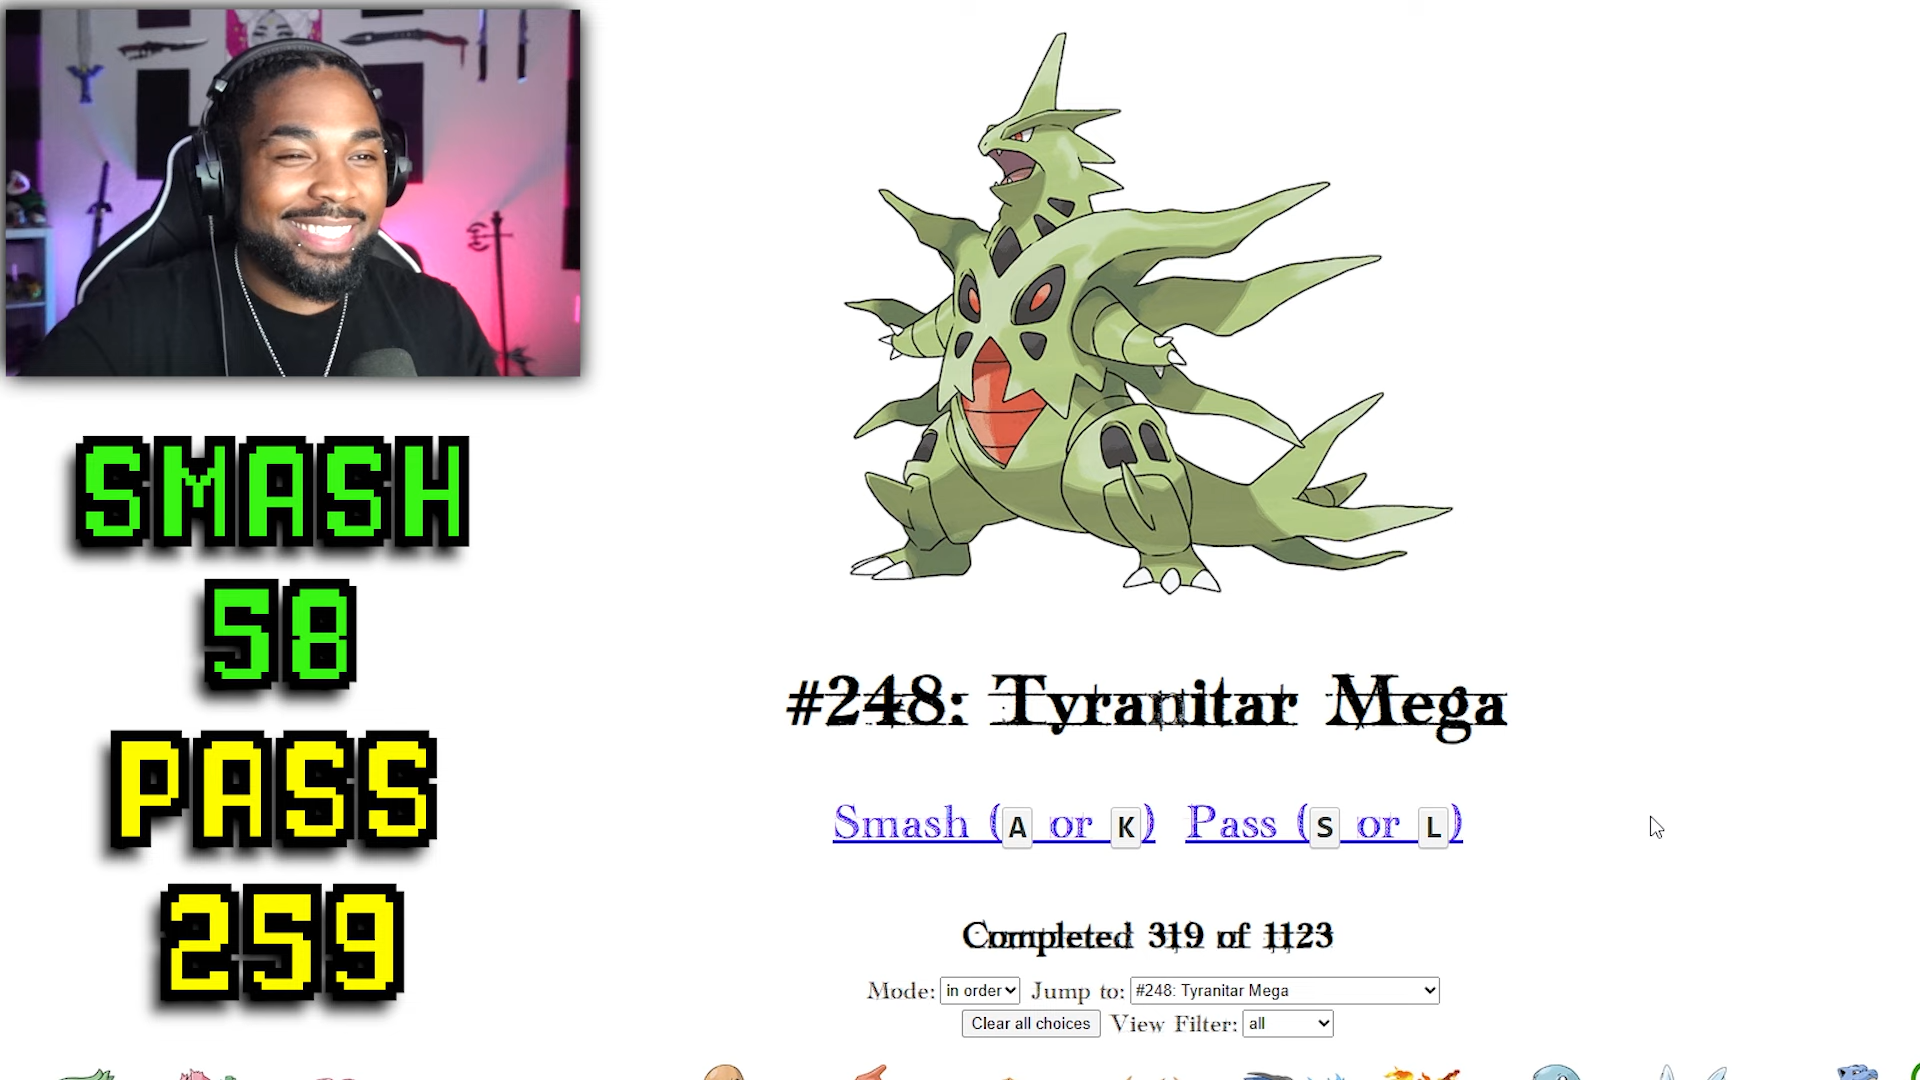 SMASH
58
PASS
259
#248: Tyranitar Mega
Smash (A or K) Pass (S or L)
Completed 319 of 1123
Mode: in order Jump to: #248: Tyranitar Mega
Clear all choices View Filter: all